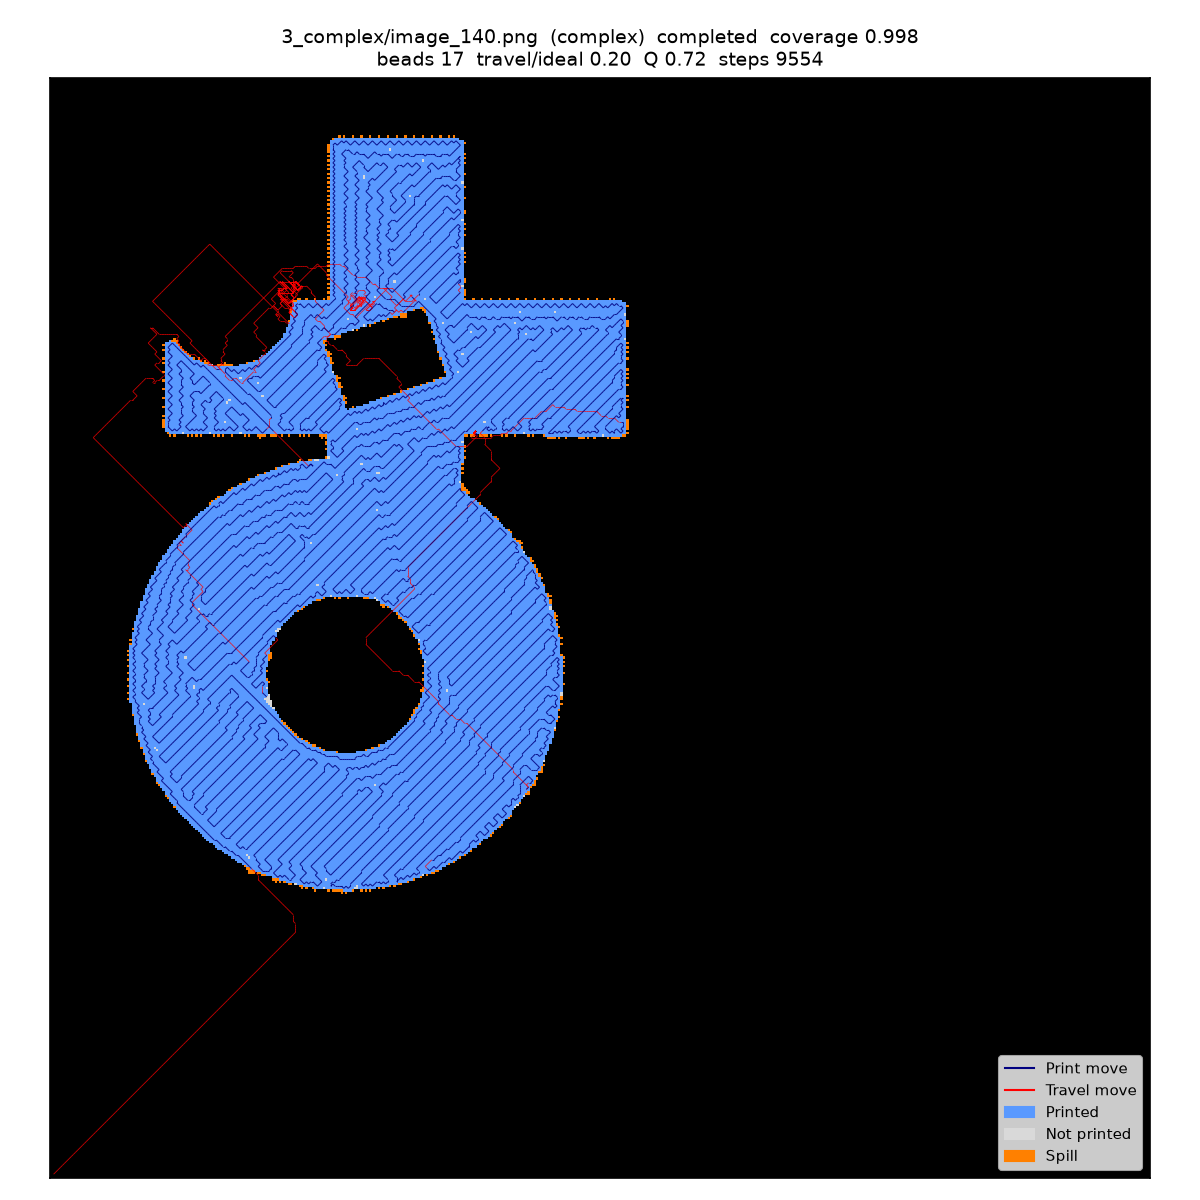 3_complex/image_140.png  (complex)  completed  coverage 0.998
beads 17  travel/ideal 0.20  Q 0.72  steps 9554
Print move
Travel move
Printed
Not printed
Spill